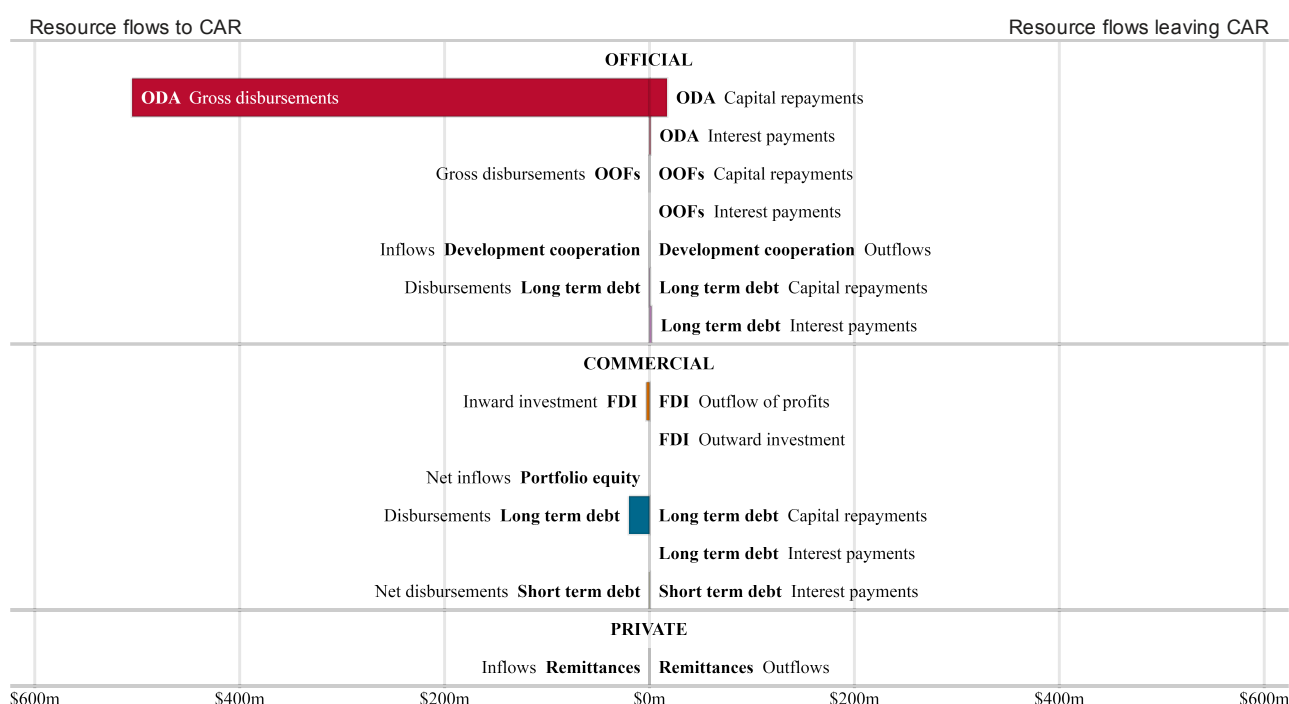 Resource flows to CAR Resource flows leaving CAR
OFFICIAL
ODA Gross disbursements ODA Capital repayments
ODA Interest payments
Gross disbursements OOFs OOFs Capital repayments
OOFs Interest payments
Inflows Development cooperation Development cooperation Outflows
Disbursements Long term debt Long term debt Capital repayments
Long term debt Interest payments
COMMERCIAL
Inward investment FDI FDI Outflow of profits
FDI Outward investment
Net inflows Portfolio equity
Disbursements Long term debt Long term debt Capital repayments
Long term debt Interest payments
Net disbursements Short term debt Short term debt Interest payments
PRIVATE
Inflows Remittances Remittances Outflows
$600m $400m $200m $0m $200m $400m $600m